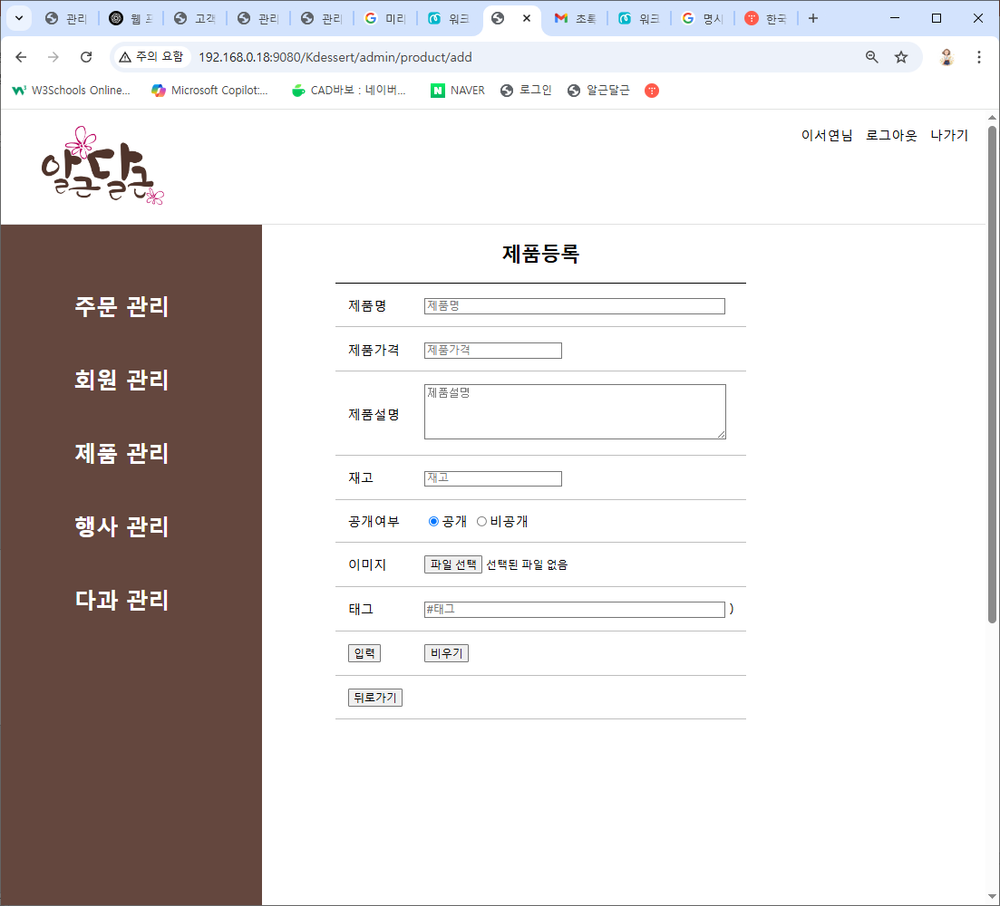 관리 웹 프 고객 관리 관리 미리 워크 초록 워크 명시 한국
주의 요함 192.168.0.18:9080/Kdessert/admin/product/add
W3Schools Online... Microsoft Copilot:... CAD바보 : 네이버... NAVER 로그인 알근달근
알근달근
이서연님 로그아웃 나가기
주문 관리
회원 관리
제품 관리
행사 관리
다과 관리
제품등록
제품명 제품명
제품가격 제품가격
제품설명 제품설명
재고 재고
공개여부 공개 비공개
이미지 파일 선택 선택된 파일 없음
태그 #태그 )
입력 비우기
뒤로가기